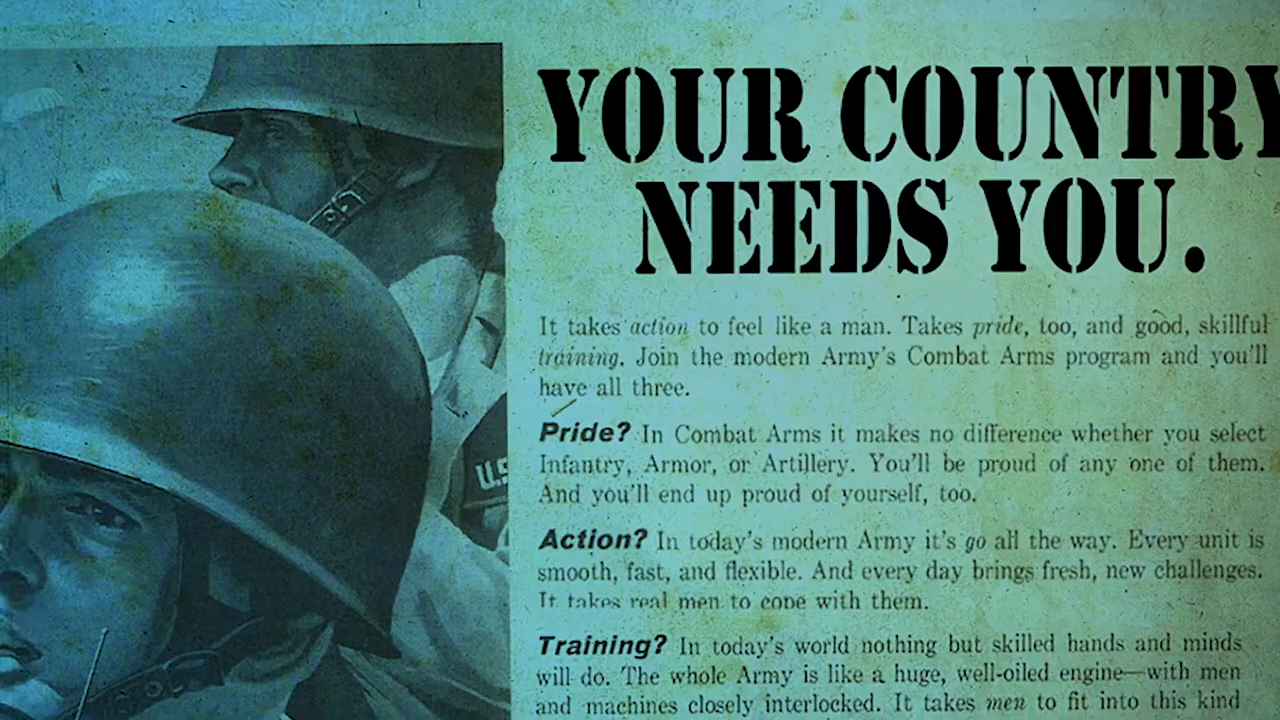 YOUR COUNTRY
NEEDS YOU.
It takes action to feel like a man. Takes pride, too, and good, skillful
training. Join the modern Army's Combat Arms program and you'll
have all three.
Pride? In Combat Arms it makes no difference whether you select
Infantry, Armor, or Artillery. You'll be proud of any one of them.
And you'll end up proud of yourself, too.
Action? In today's modern Army it's go all the way. Every unit is
smooth, fast, and flexible. And every day brings fresh, new challenges.
It takes real men to cope with them.
Training? In today's world nothing but skilled hands and minds
will do. The whole Army is like a huge, well-oiled engine—with men
and machines closely interlocked. It takes men to fit into this kind
U.S